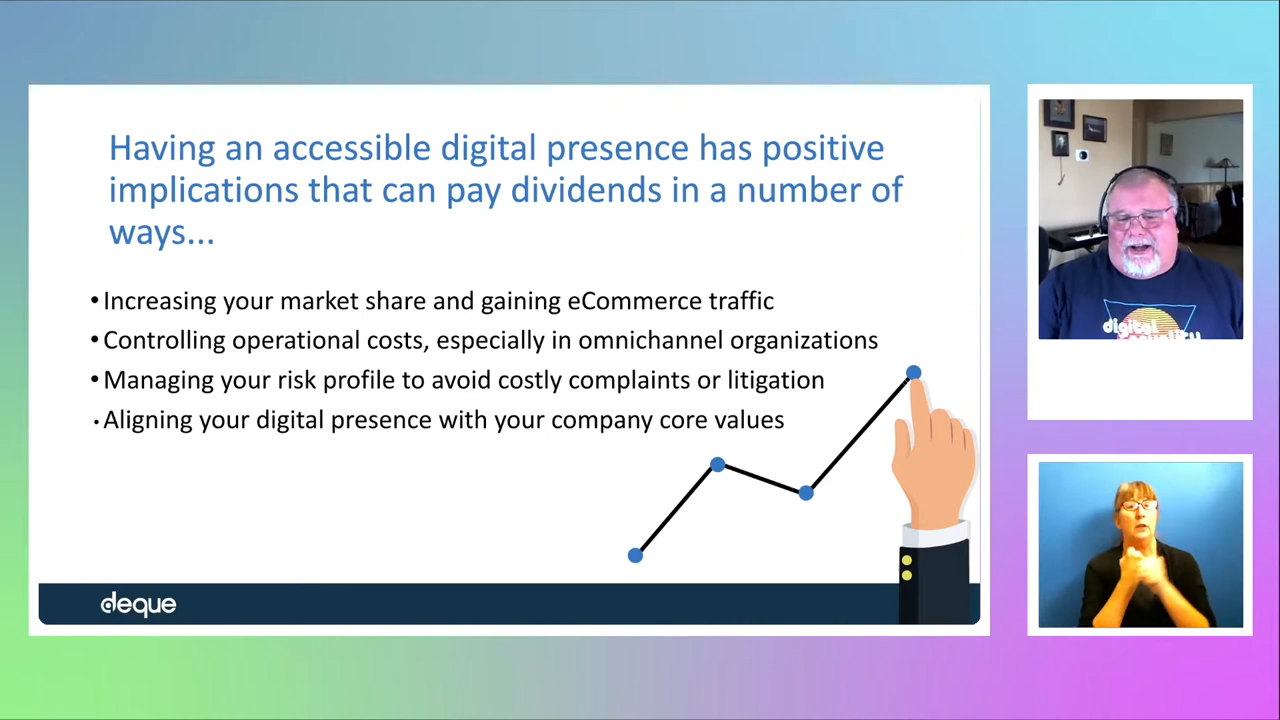 Having an accessible digital presence has positive
implications that can pay dividends in a number of
ways...
• Increasing your market share and gaining eCommerce traffic
• Controlling operational costs, especially in omnichannel organizations
• Managing your risk profile to avoid costly complaints or litigation
• Aligning your digital presence with your company core values
deque
digital